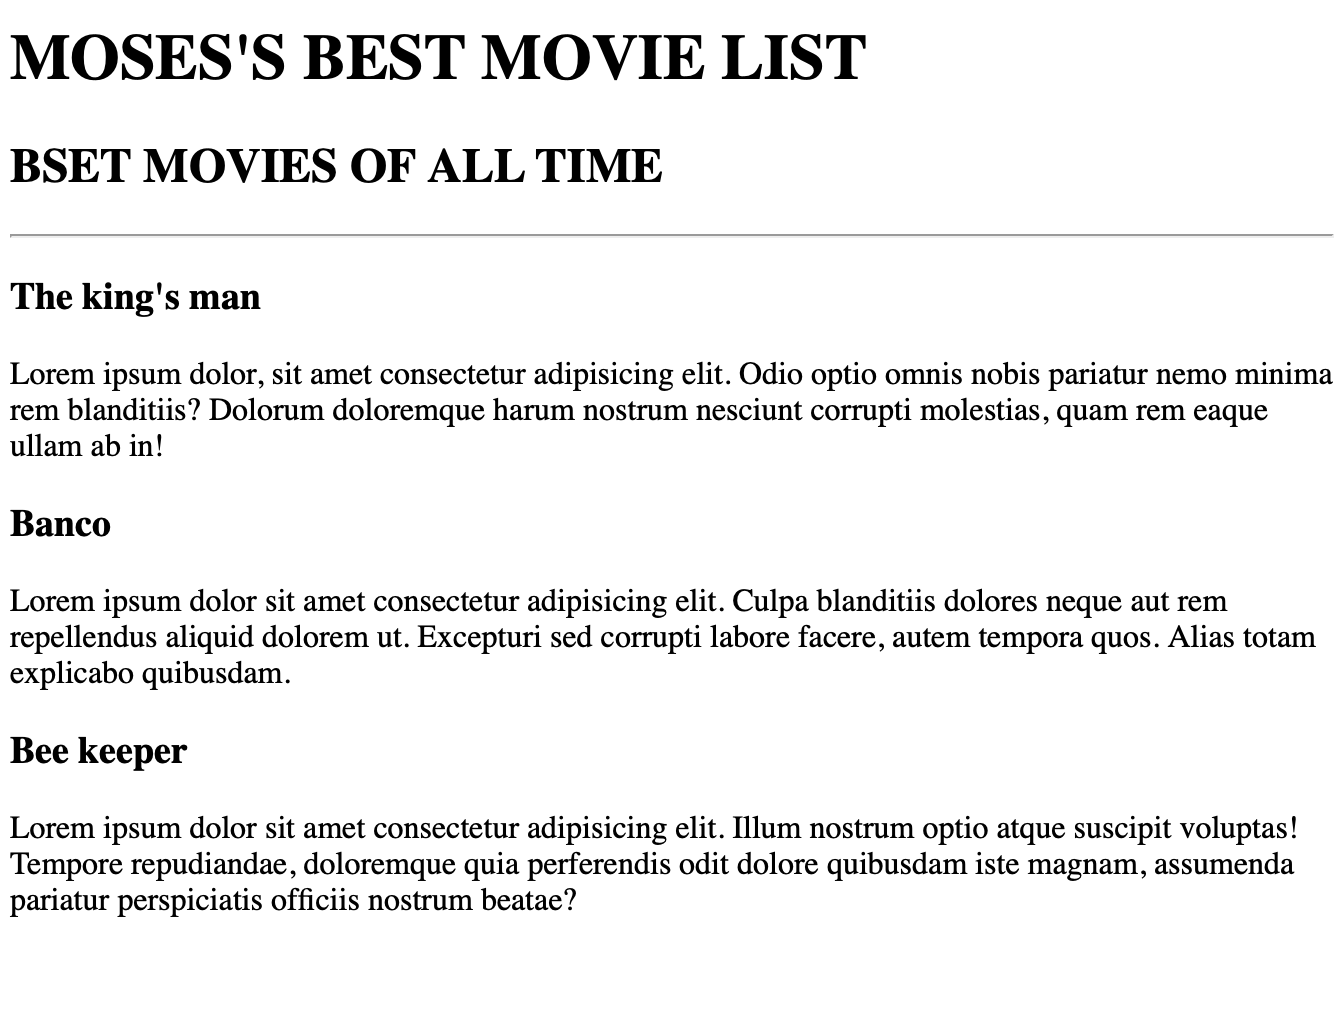 MOSES'S BEST MOVIE LIST
BSET MOVIES OF ALL TIME
The king's man
Lorem ipsum dolor, sit amet consectetur adipisicing elit. Odio optio omnis nobis pariatur nemo minima
rem blanditiis? Dolorum doloremque harum nostrum nesciunt corrupti molestias, quam rem eaque
ullam ab in!
Banco
Lorem ipsum dolor sit amet consectetur adipisicing elit. Culpa blanditiis dolores neque aut rem
repellendus aliquid dolorem ut. Excepturi sed corrupti labore facere, autem tempora quos. Alias totam
explicabo quibusdam.
Bee keeper
Lorem ipsum dolor sit amet consectetur adipisicing elit. Illum nostrum optio atque suscipit voluptas!
Tempore repudiandae, doloremque quia perferendis odit dolore quibusdam iste magnam, assumenda
pariatur perspiciatis officiis nostrum beatae?